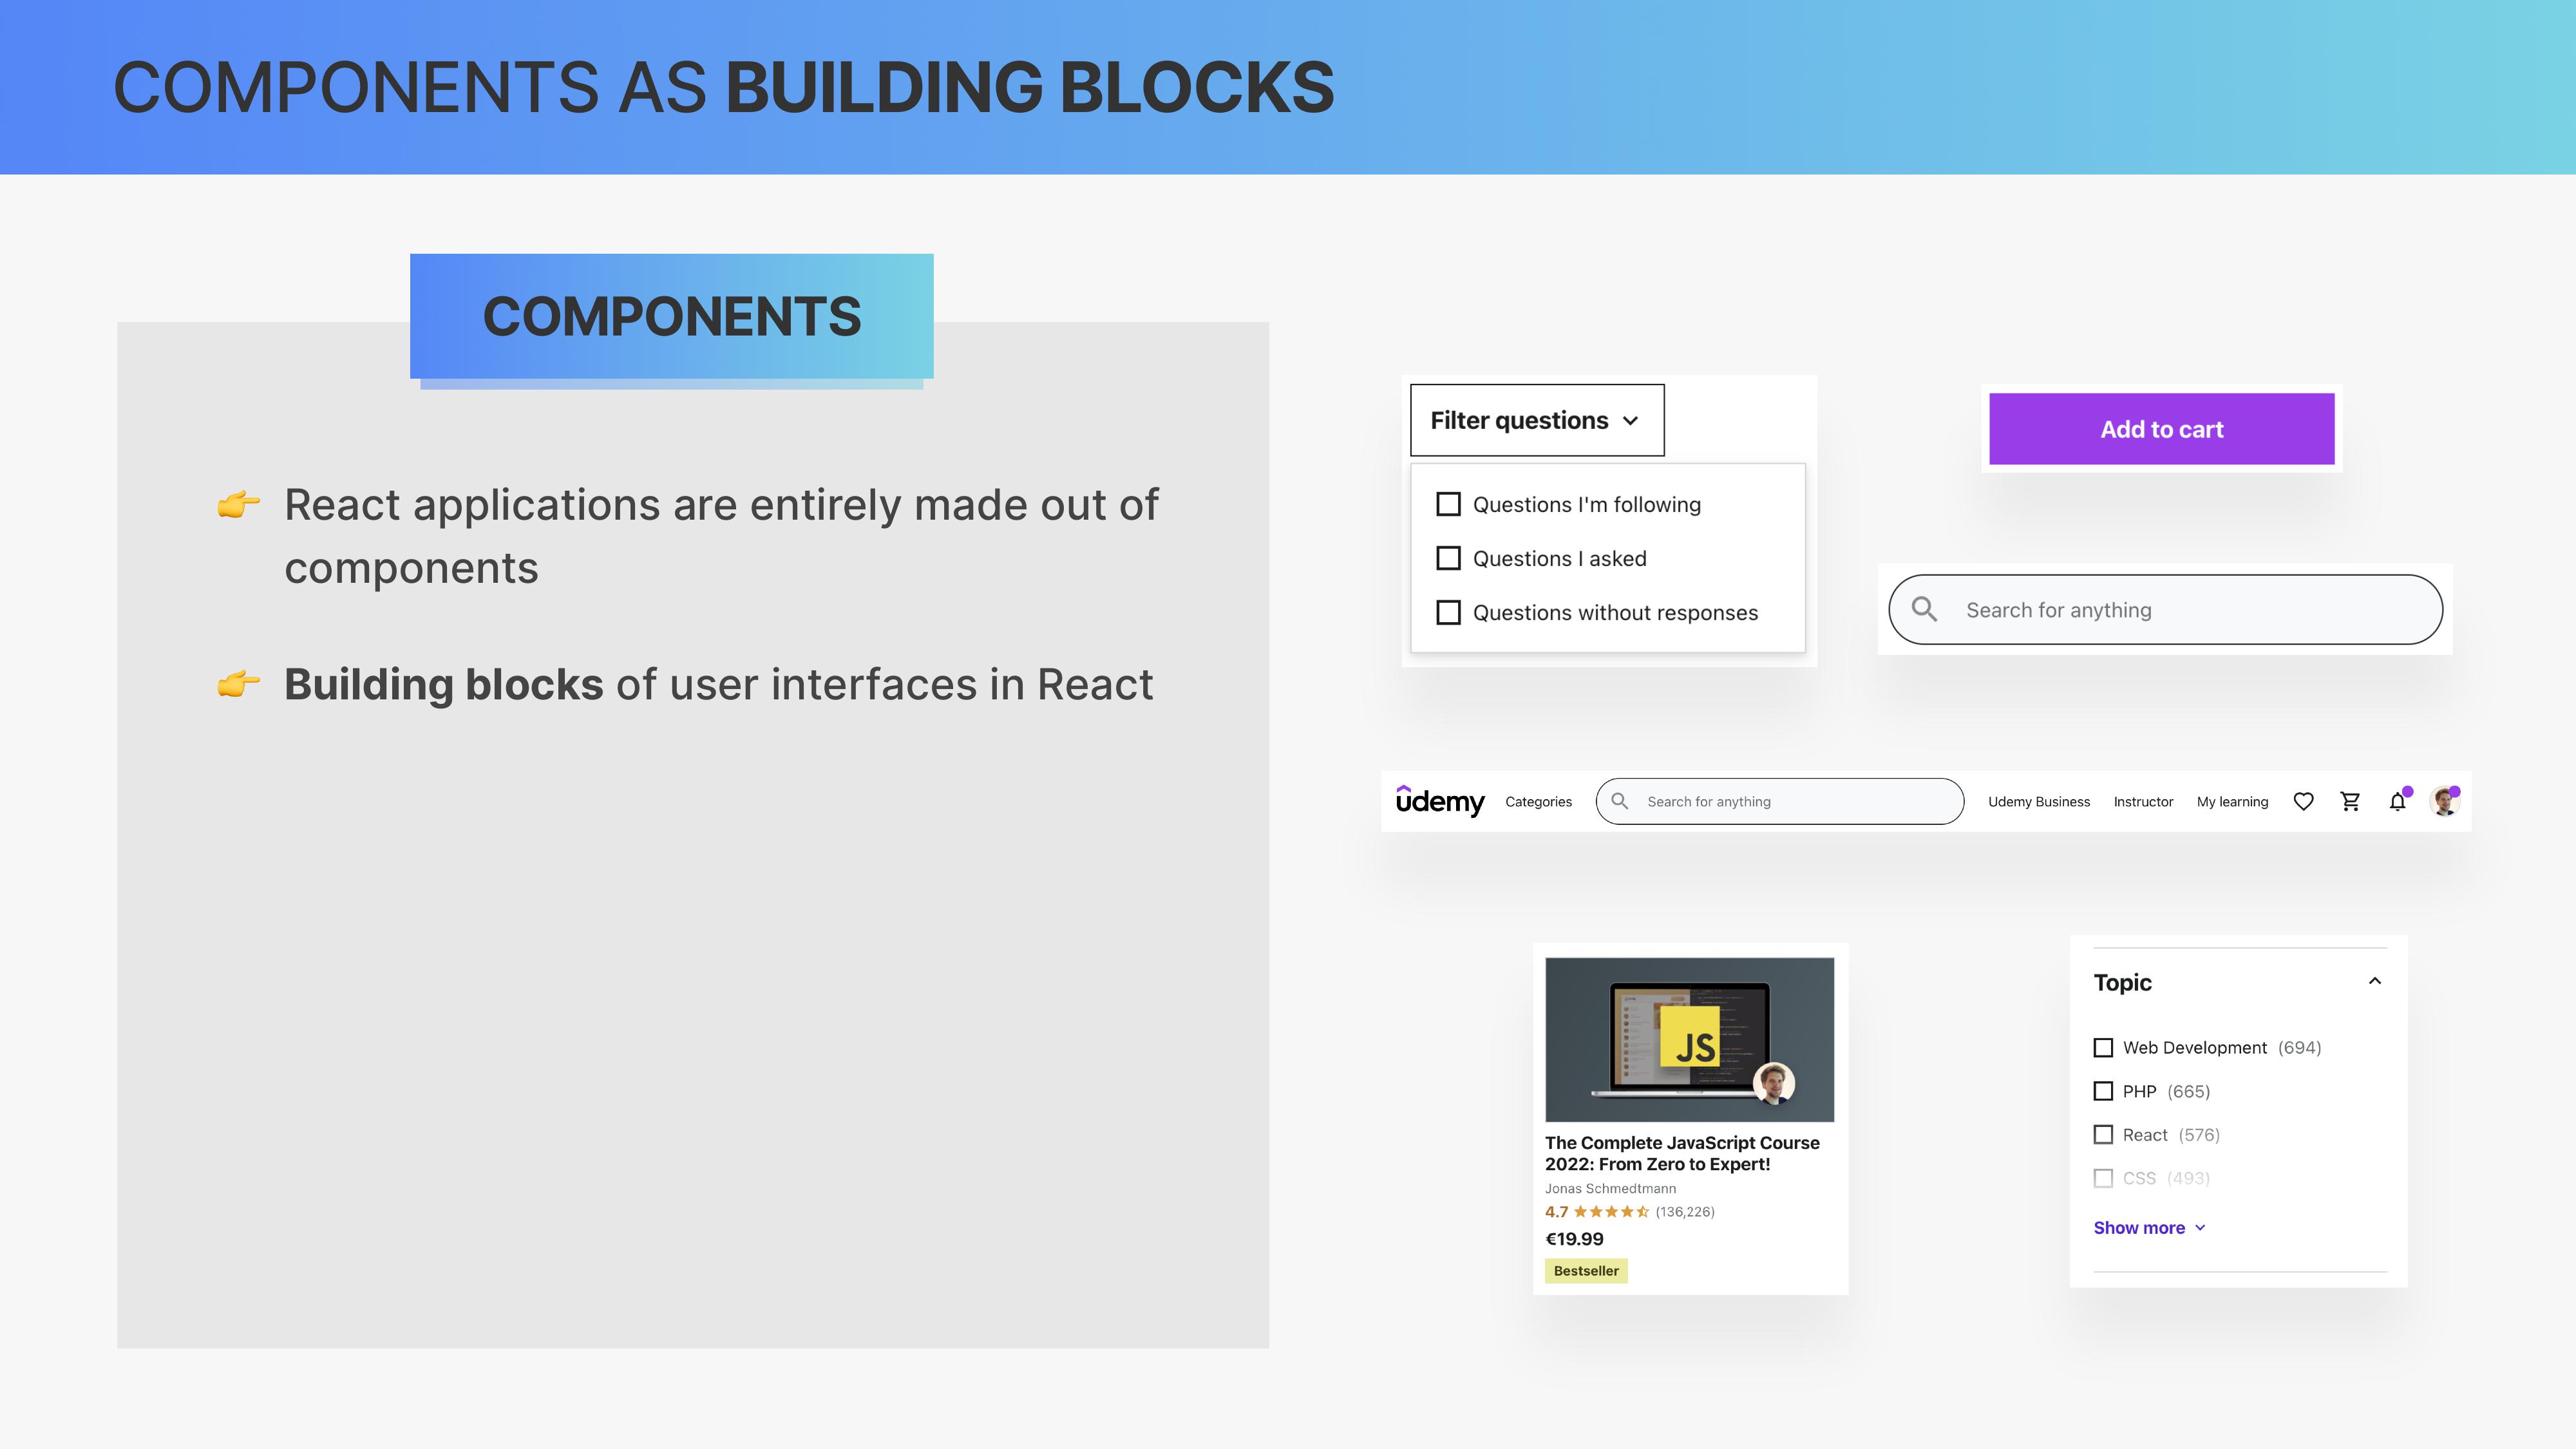 COMPONENTS AS BUILDING BLOCKS
COMPONENTS
👉 React applications are entirely made out of
components
👉 Building blocks of user interfaces in React
Filter questions
Questions I'm following
Questions I asked
Questions without responses
Add to cart
Search for anything
udemy Categories Search for anything Udemy Business Instructor My learning
JS
The Complete JavaScript Course
2022: From Zero to Expert!
Jonas Schmedtmann
4.7 (136,226)
€19.99
Bestseller
Topic
Web Development (694)
PHP (665)
React (576)
CSS (493)
Show more